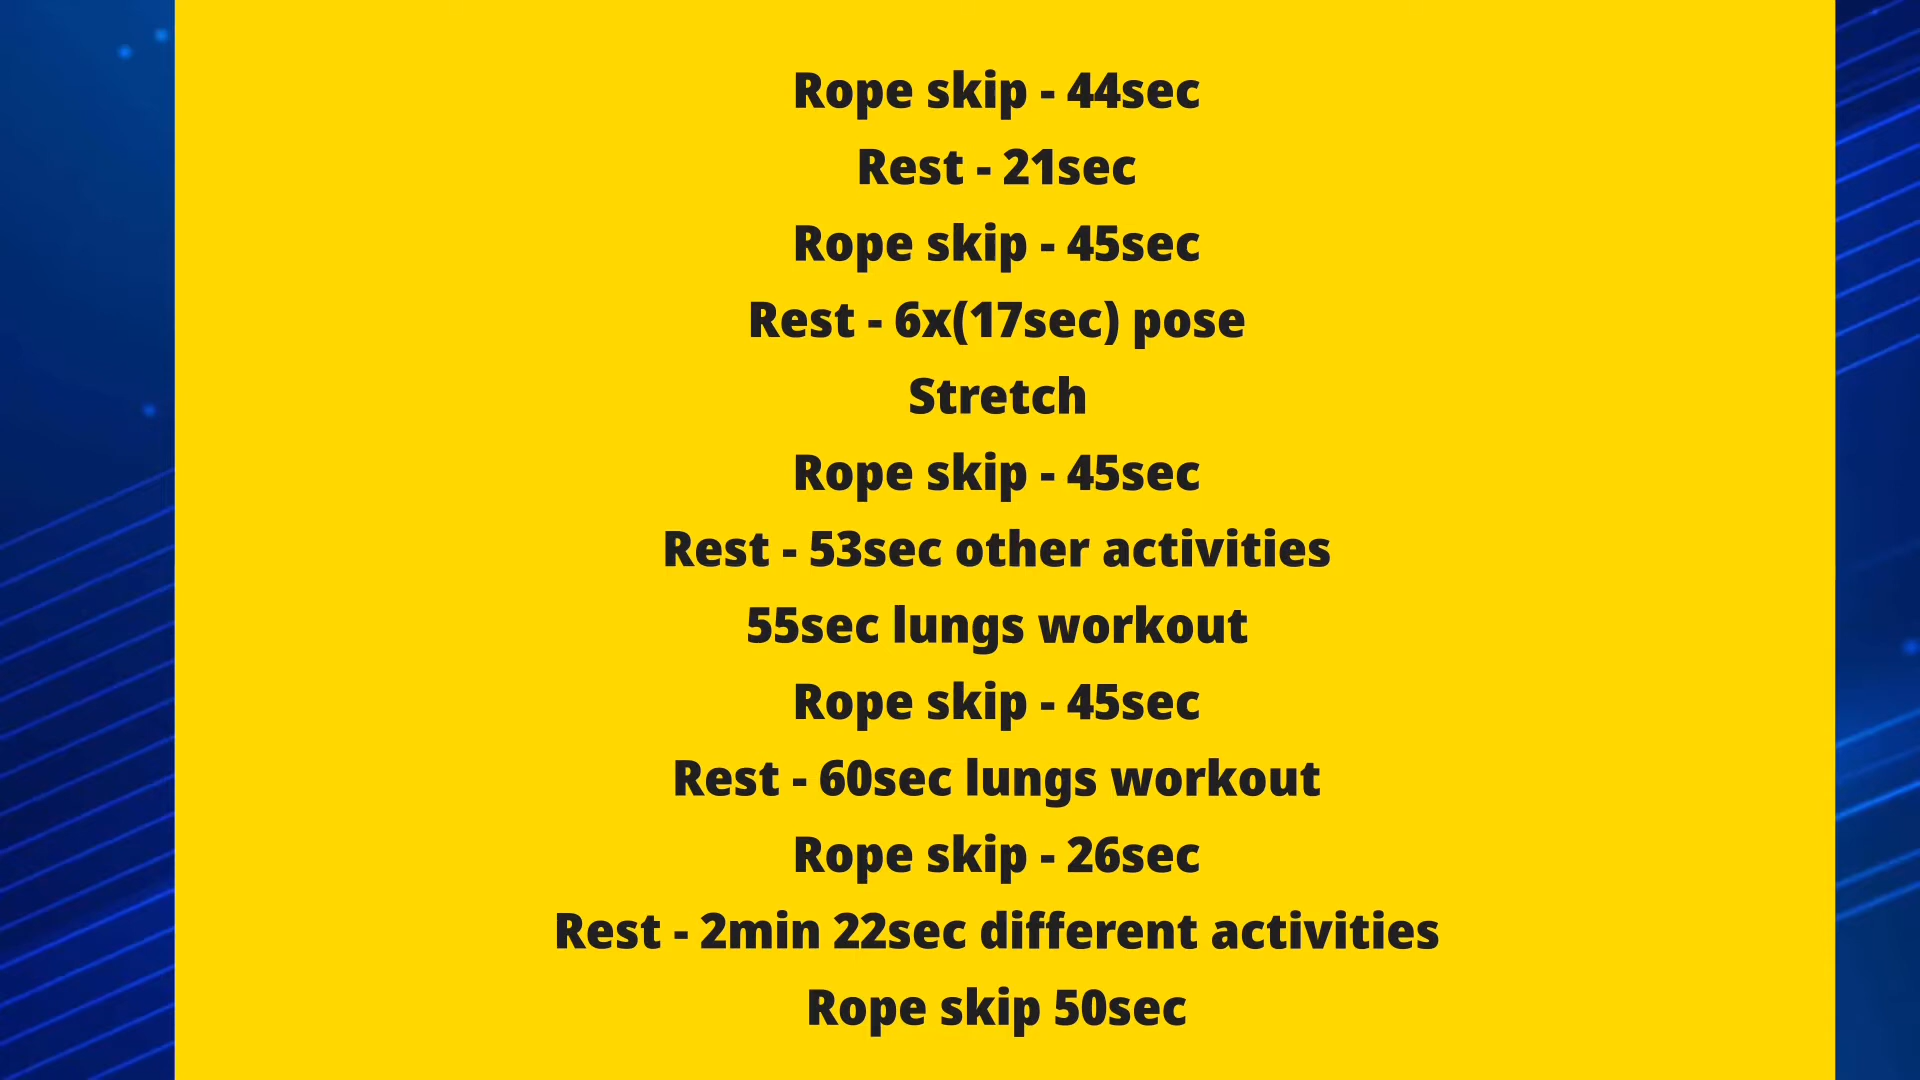 Rope skip - 44sec
Rest - 21sec
Rope skip - 45sec
Rest - 6x(17sec) pose
Stretch
Rope skip - 45sec
Rest - 53sec other activities
55sec lungs workout
Rope skip - 45sec
Rest - 60sec lungs workout
Rope skip - 26sec
Rest - 2min 22sec different activities
Rope skip 50sec